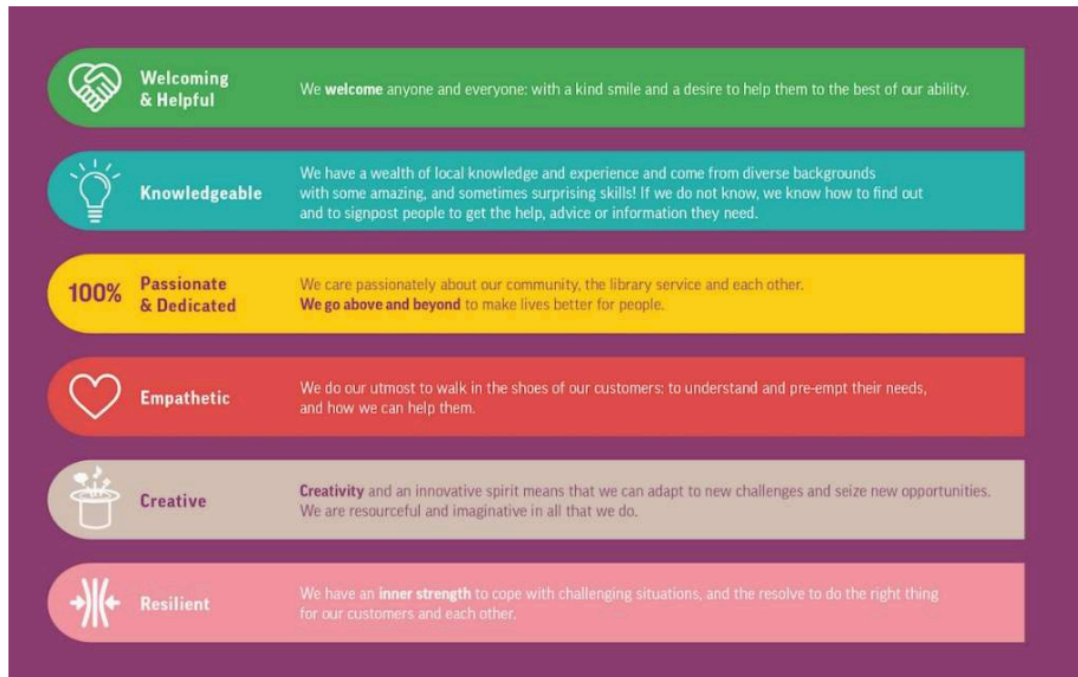 Welcoming
& Helpful
We welcome anyone and everyone: with a kind smile and a desire to help them to the best of our ability.
Knowledgeable
We have a wealth of local knowledge and experience and come from diverse backgrounds
with some amazing, and sometimes surprising skills! If we do not know, we know how to find out
and to signpost people to get the help, advice or information they need.
100%
Passionate
& Dedicated
We care passionately about our community, the library service and each other.
We go above and beyond to make lives better for people.
Empathetic
We do our utmost to walk in the shoes of our customers: to understand and pre-empt their needs,
and how we can help them.
Creative
Creativity and an innovative spirit means that we can adapt to new challenges and seize new opportunities.
We are resourceful and imaginative in all that we do.
Resilient
We have an inner strength to cope with challenging situations, and the resolve to do the right thing
for our customers and each other.